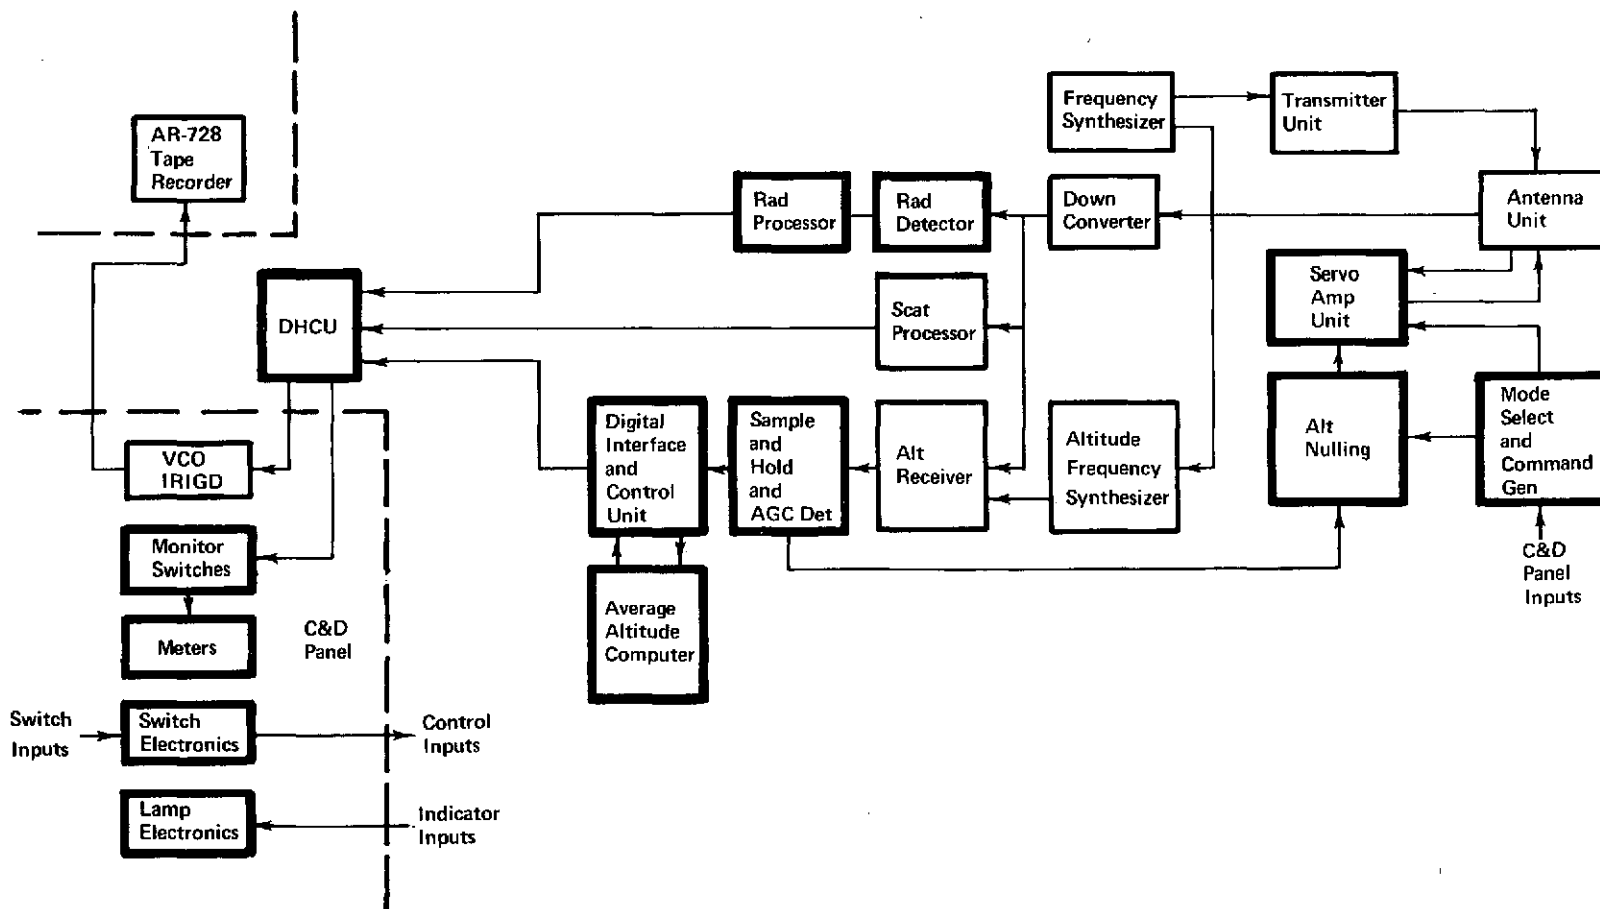 AR-728
Tape
Recorder
Frequency
Synthesizer
Transmitter
Unit
Rad
Processor
Rad
Detector
Down
Converter
Antenna
Unit
DHCU
Scat
Processor
Servo
Amp
Unit
Digital
Interface
and
Control
Unit
Sample
and
Hold
and
AGC Det
Alt
Receiver
Altitude
Frequency
Synthesizer
Alt
Nulling
Mode
Select
and
Command
Gen
VCO
IRIGD
Monitor
Switches
Meters
C&D
Panel
Average
Altitude
Computer
C&D
Panel
Inputs
Switch
Inputs
Switch
Electronics
Control
Inputs
Lamp
Electronics
Indicator
Inputs